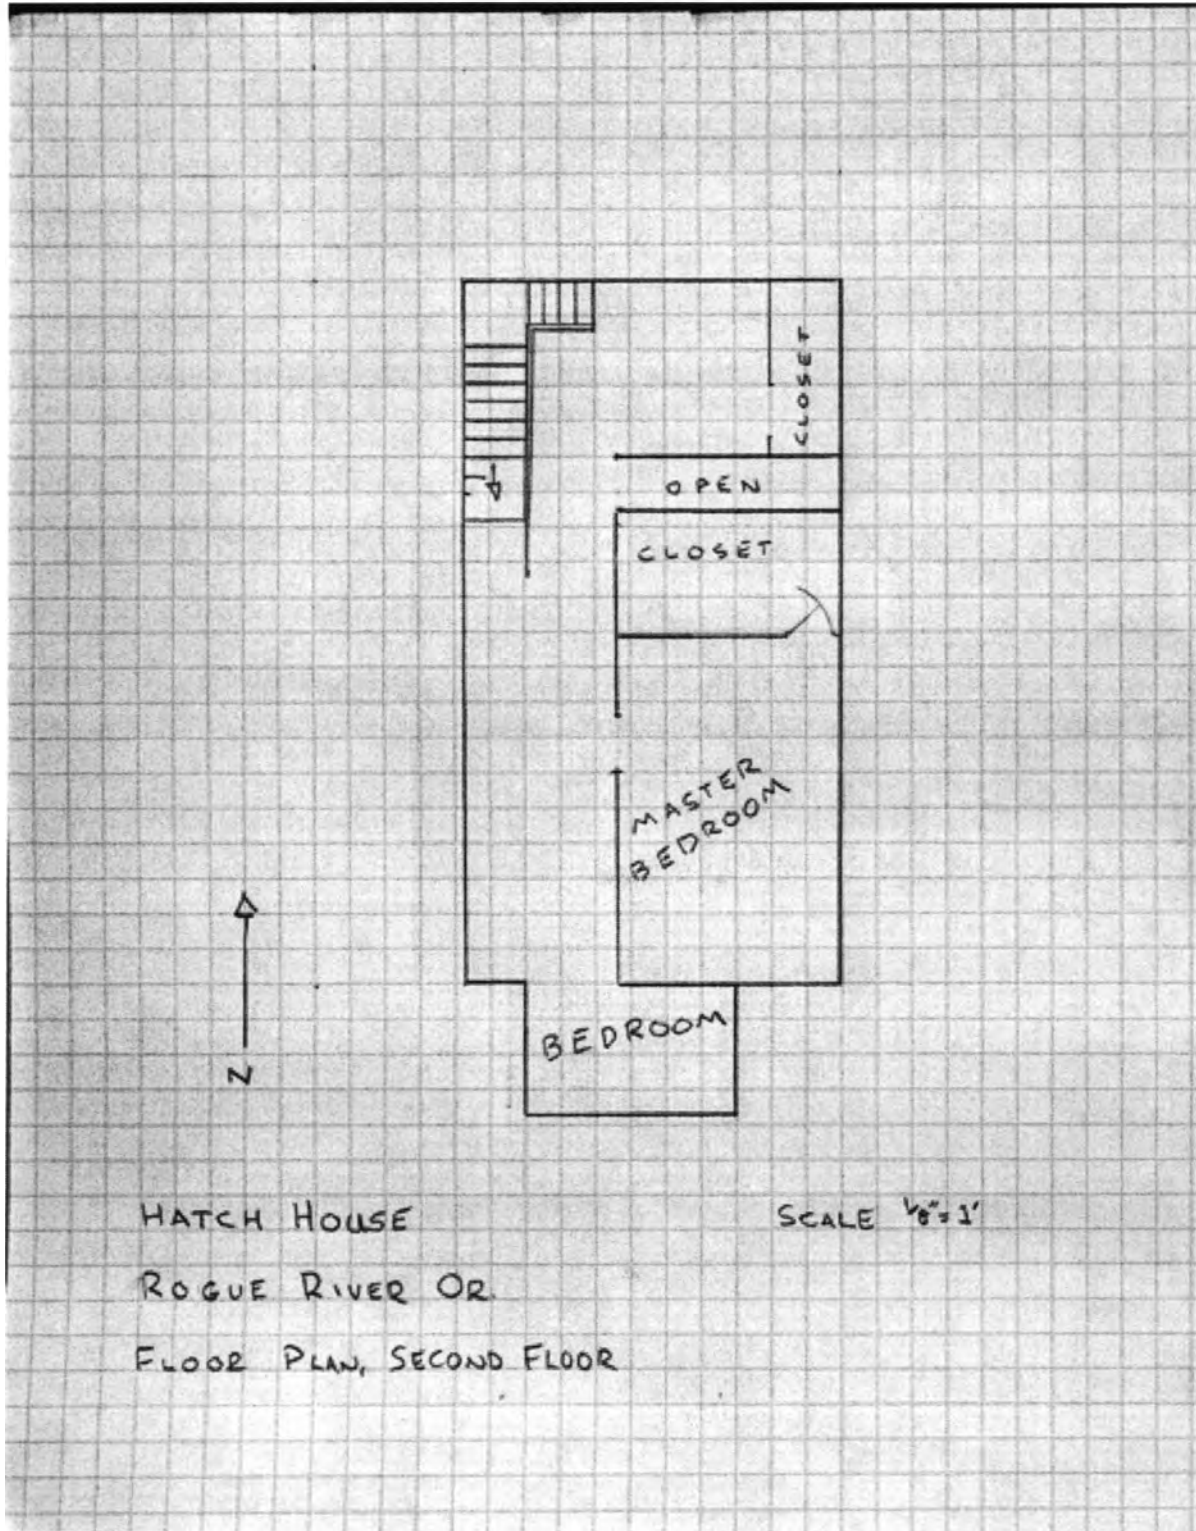 CLOSET
OPEN
CLOSET
MASTER
BEDROOM
BEDROOM
N
HATCH HOUSE
SCALE 1/8"=1'
ROGUE RIVER OR.
FLOOR PLAN, SECOND FLOOR